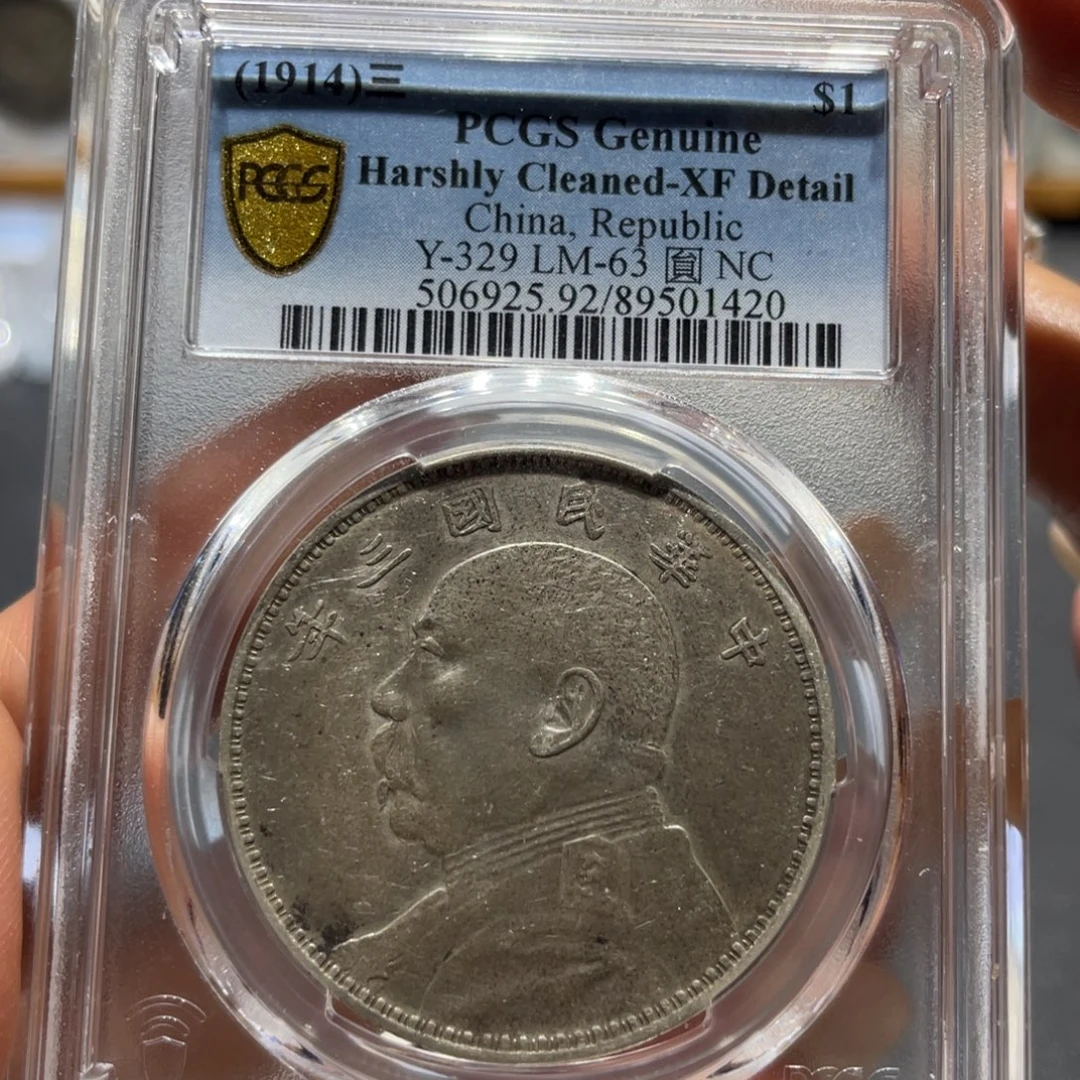 (1914)三 $1
PCGS Genuine
PCGS
Harshly Cleaned-XF Detail
China, Republic
Y-329 LM-63 圓 NC
506925.92/89501420
中華民國三年
PCGS